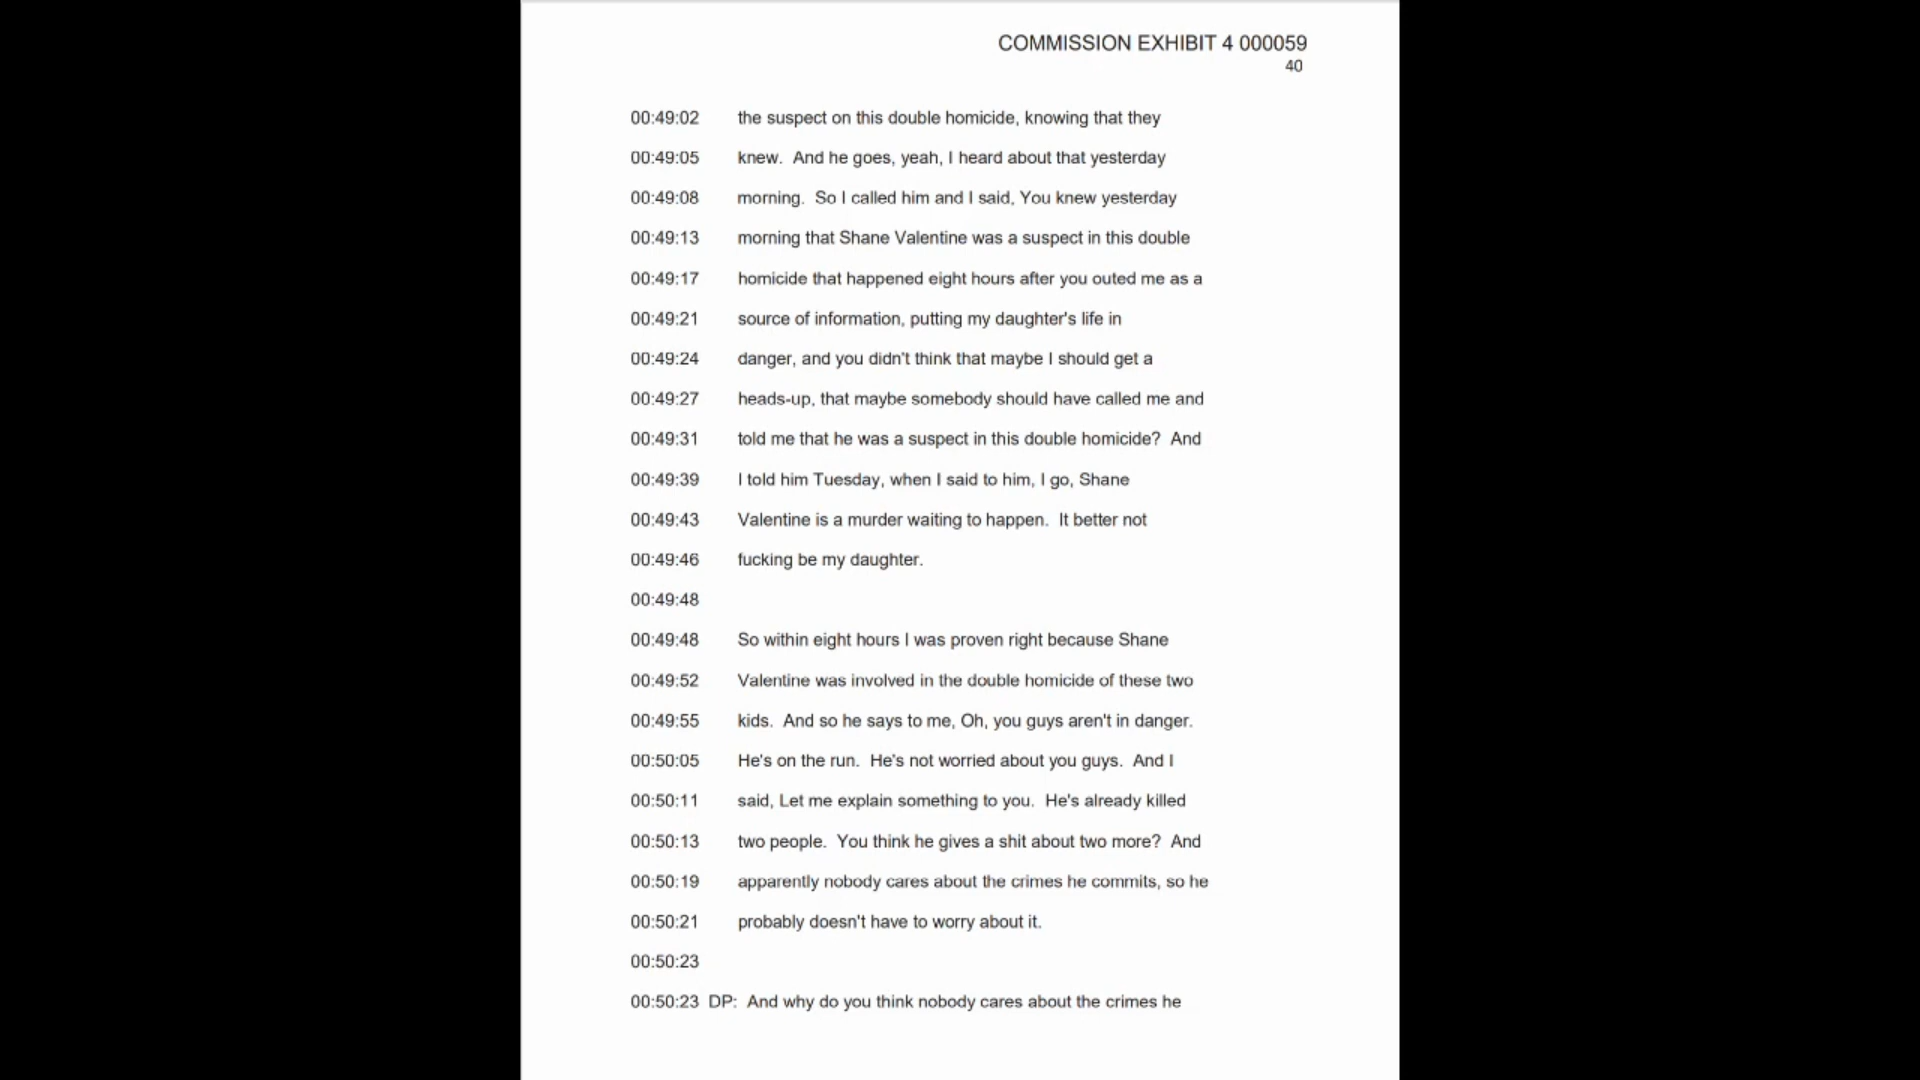 COMMISSION EXHIBIT 4 000059
40
00:49:02 the suspect on this double homicide, knowing that they
00:49:05 knew. And he goes, yeah, I heard about that yesterday
00:49:08 morning. So I called him and I said, You knew yesterday
00:49:13 morning that Shane Valentine was a suspect in this double
00:49:17 homicide that happened eight hours after you outed me as a
00:49:21 source of information, putting my daughter's life in
00:49:24 danger, and you didn't think that maybe I should get a
00:49:27 heads-up, that maybe somebody should have called me and
00:49:31 told me that he was a suspect in this double homicide? And
00:49:39 I told him Tuesday, when I said to him, I go, Shane
00:49:43 Valentine is a murder waiting to happen. It better not
00:49:46 fucking be my daughter.
00:49:48
00:49:48 So within eight hours I was proven right because Shane
00:49:52 Valentine was involved in the double homicide of these two
00:49:55 kids. And so he says to me, Oh, you guys aren't in danger.
00:50:05 He's on the run. He's not worried about you guys. And I
00:50:11 said, Let me explain something to you. He's already killed
00:50:13 two people. You think he gives a shit about two more? And
00:50:19 apparently nobody cares about the crimes he commits, so he
00:50:21 probably doesn't have to worry about it.
00:50:23
00:50:23 DP: And why do you think nobody cares about the crimes he